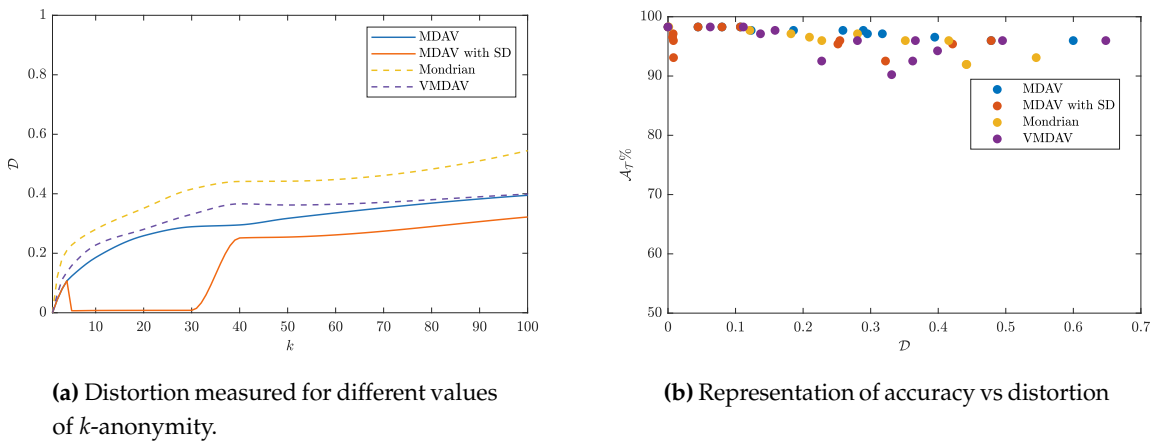 1
0.8
0.6
0.4
0.2
0
𝒟
10 20 30 40 50 60 70 80 90 100
k
MDAV
MDAV with SD
Mondrian
VMDAV
(a) Distortion measured for different values
of k-anonymity.
100
90
80
70
60
50
𝒜𝒯%
0 0.1 0.2 0.3 0.4 0.5 0.6 0.7
𝒟
MDAV
MDAV with SD
Mondrian
VMDAV
(b) Representation of accuracy vs distortion